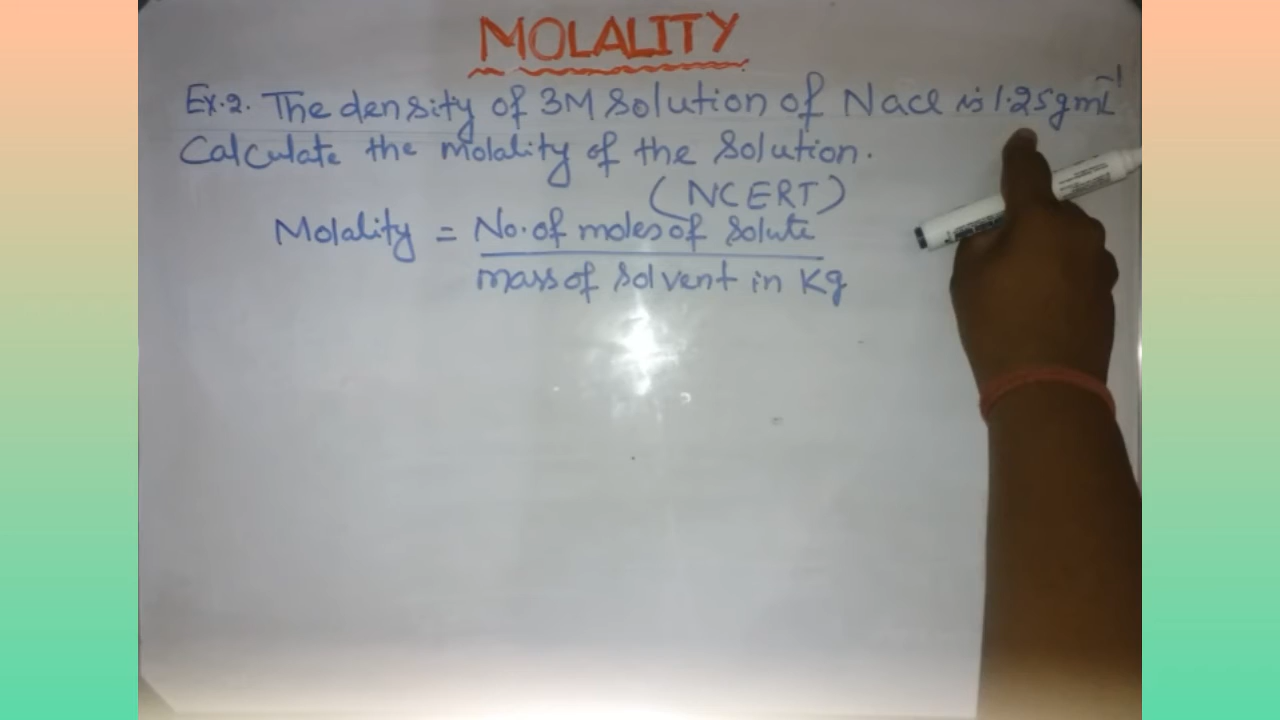 MOLALITY
Ex.2. The density of 3M solution of Nacl is 1.25gmL⁻¹
Calculate the molality of the solution.
(NCERT)
Molality = No. of moles of solute
mass of solvent in Kg